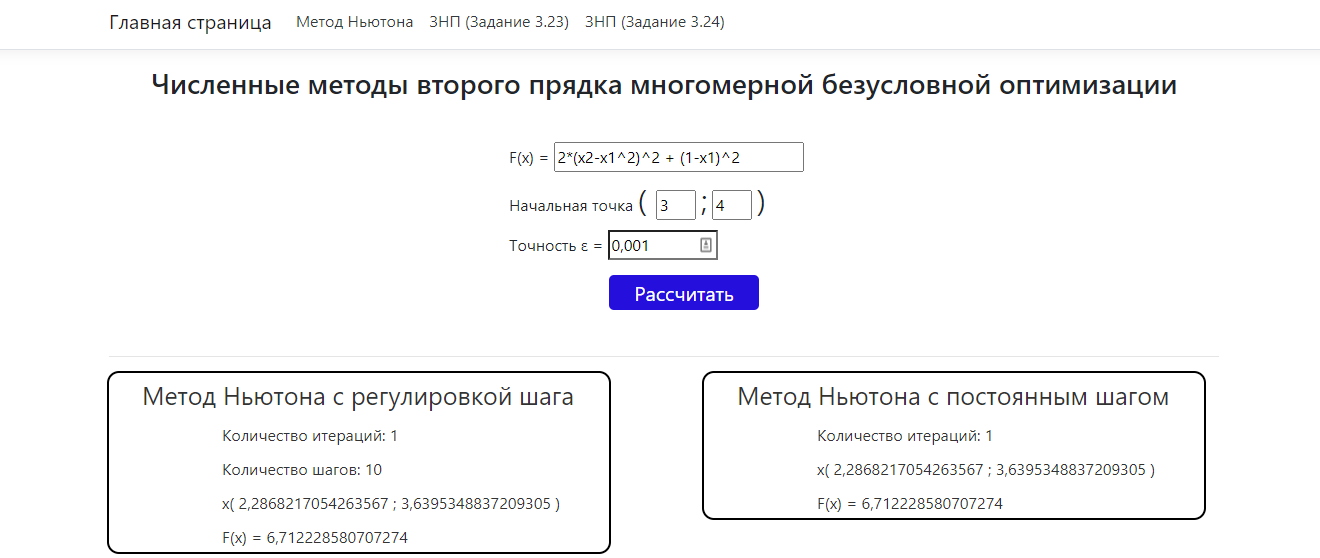 Главная страница Метод Ньютона ЗНП (Задание 3.23) ЗНП (Задание 3.24)
Численные методы второго прядка многомерной безусловной оптимизации
F(x) = 2*(x2-x1^2)^2 + (1-x1)^2
Начальная точка ( 3 ; 4 )
Точность ε = 0,001
Рассчитать
Метод Ньютона с регулировкой шага
Количество итераций: 1
Количество шагов: 10
x( 2,2868217054263567 ; 3,6395348837209305 )
F(x) = 6,712228580707274
Метод Ньютона с постоянным шагом
Количество итераций: 1
x( 2,2868217054263567 ; 3,6395348837209305 )
F(x) = 6,712228580707274